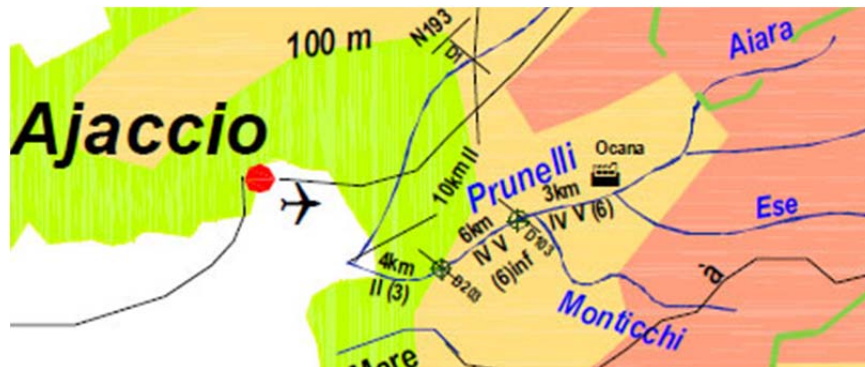 100 m
N193
D1
Aiara
Ajaccio
Ocana
10km II
Prunelli
3km
IV V (6)
Ese
6km
IV V
(6)inf
D103
4km
II (3)
Monticchi